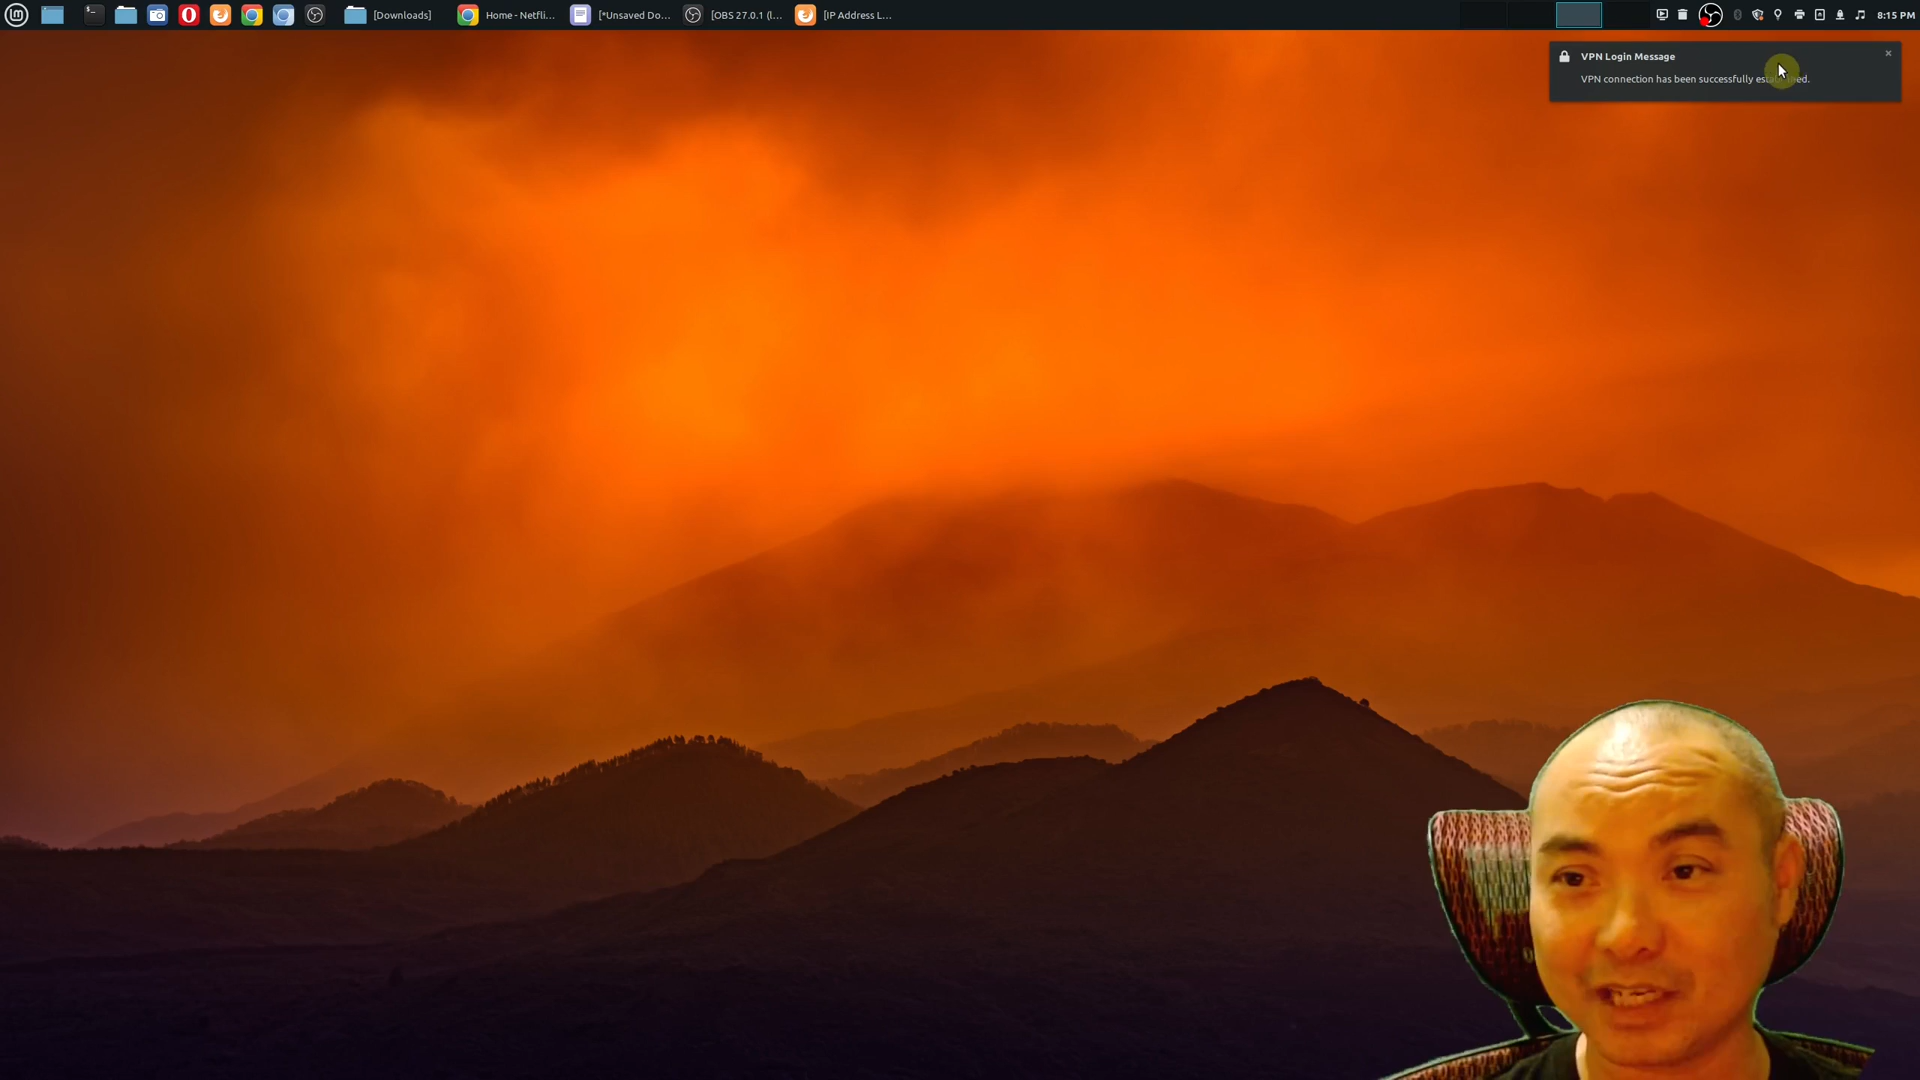 [Downloads]
Home - Netfli...
[*Unsaved Do...
[OBS 27.0.1 (l...
[IP Address L...
8:15 PM
VPN Login Message
VPN connection has been successfully